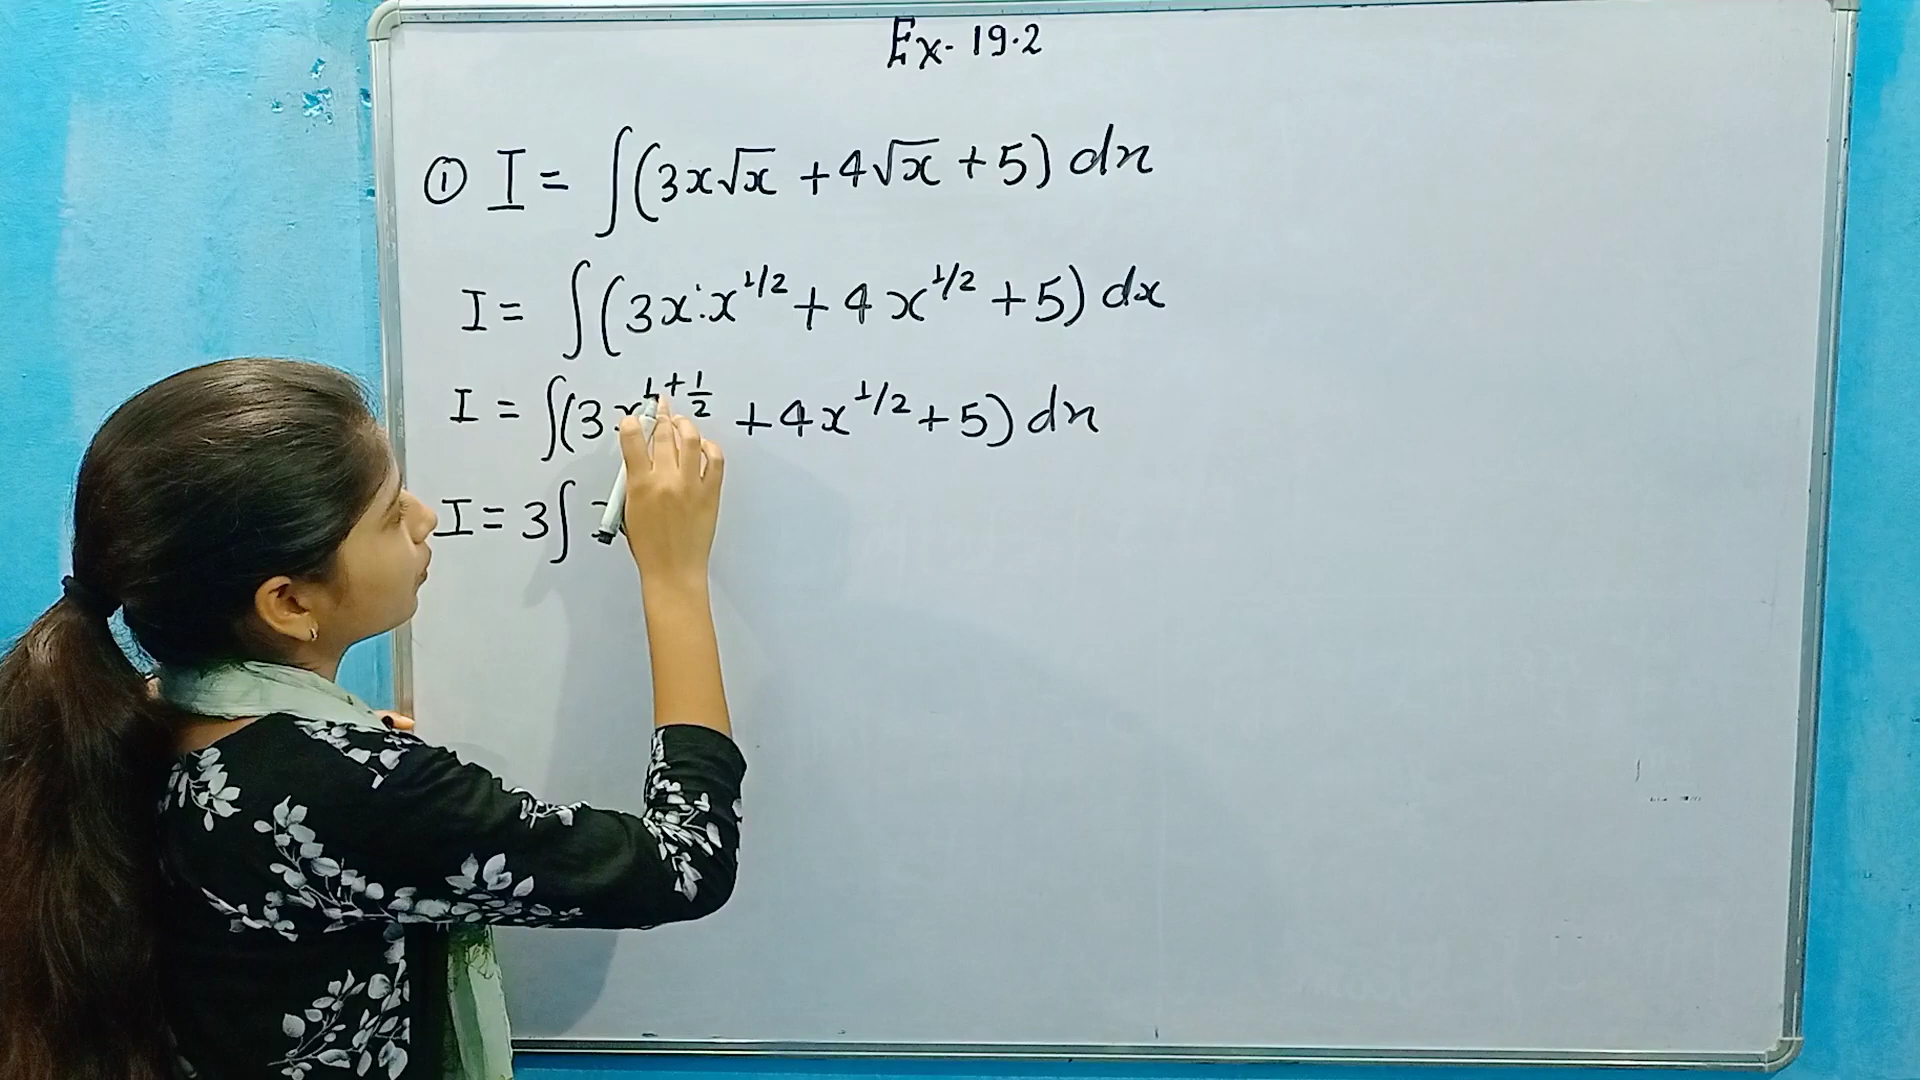 Ex- 19.2
① I = ∫(3x√x + 4√x + 5) dx
I = ∫(3x¹·x^1/2 + 4x^1/2 + 5) dx
I = ∫(3x^1+1/2 + 4x^1/2 + 5) dx
I = 3∫